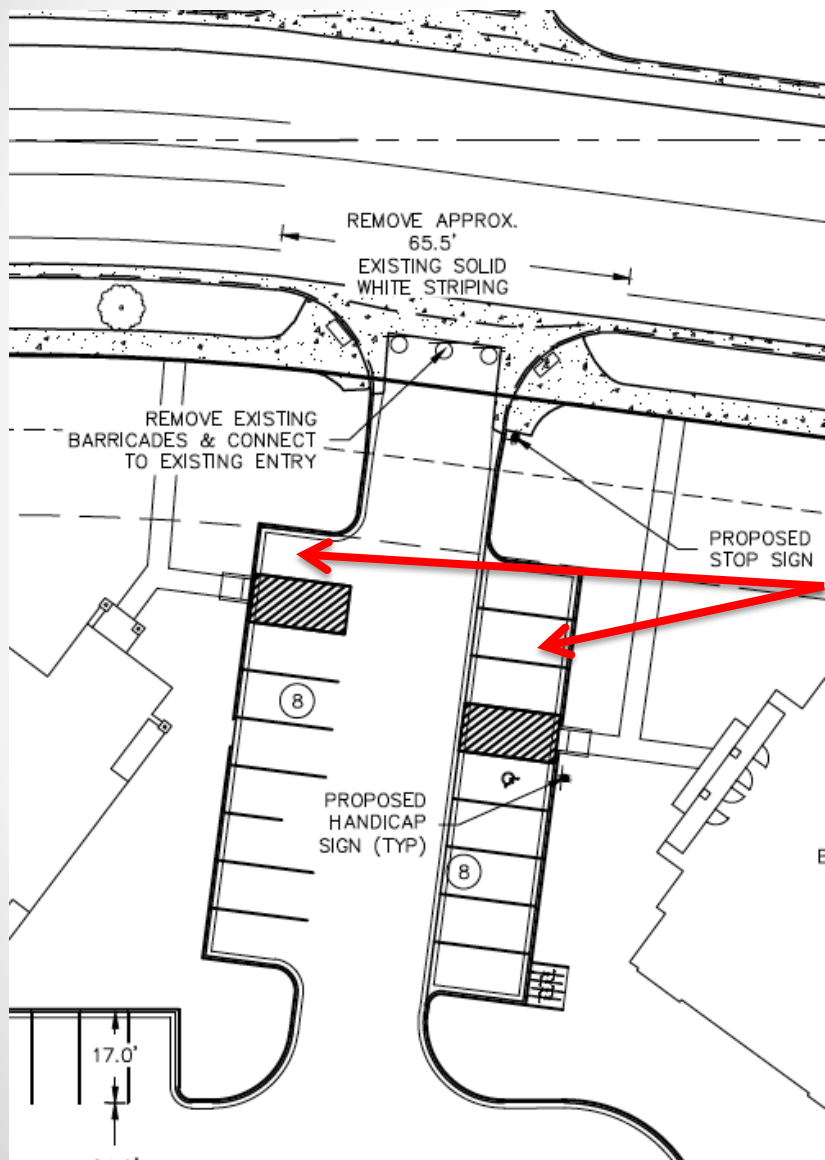 REMOVE APPROX.
65.5'
EXISTING SOLID
WHITE STRIPING
REMOVE EXISTING
BARRICADES & CONNECT
TO EXISTING ENTRY
PROPOSED
STOP SIGN
8
PROPOSED
HANDICAP
SIGN (TYP)
8
17.0'